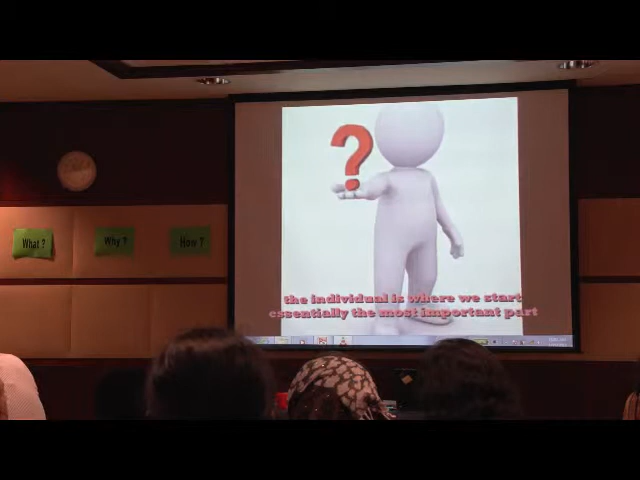 What ?
Why ?
How ?
?
the individual is where we start
essentially the most important part